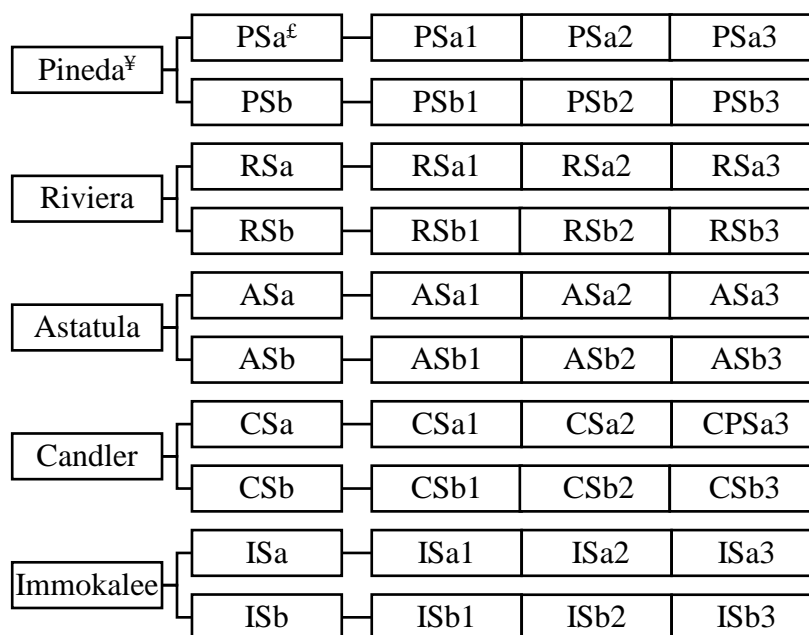 PSa£ PSa1 PSa2 PSa3
Pineda¥
PSb PSb1 PSb2 PSb3
RSa RSa1 RSa2 RSa3
Riviera
RSb RSb1 RSb2 RSb3
ASa ASa1 ASa2 ASa3
Astatula
ASb ASb1 ASb2 ASb3
CSa CSa1 CSa2 CPSa3
Candler
CSb CSb1 CSb2 CSb3
ISa ISa1 ISa2 ISa3
Immokalee
ISb ISb1 ISb2 ISb3